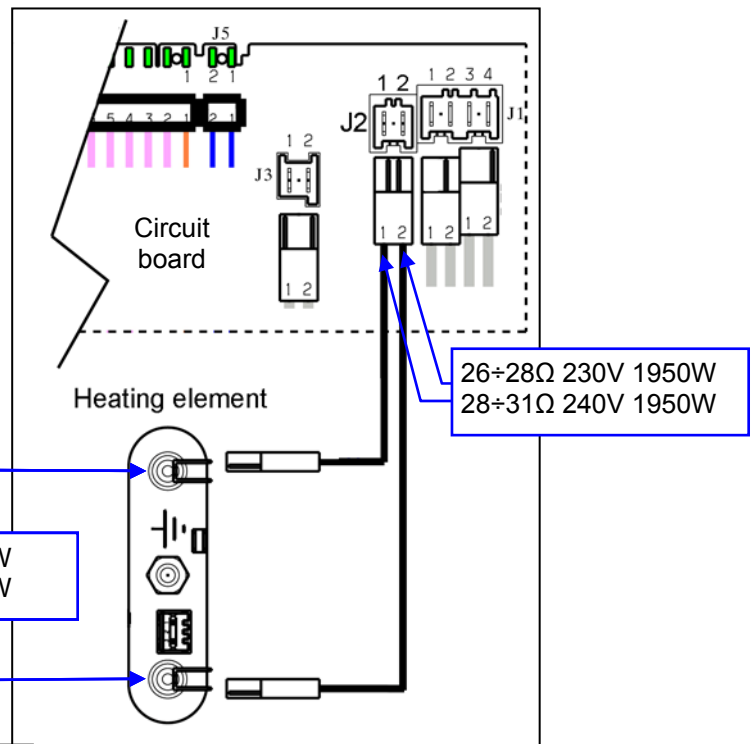 J5
1 2 1
5 4 3 2 1 2 1
1 2
J3
1 2
1 2
J2
1 2 3 4
J1
1 2
1 2
1 2
Circuit
board
26÷28Ω 230V 1950W
28÷31Ω 240V 1950W
Heating element
W
W